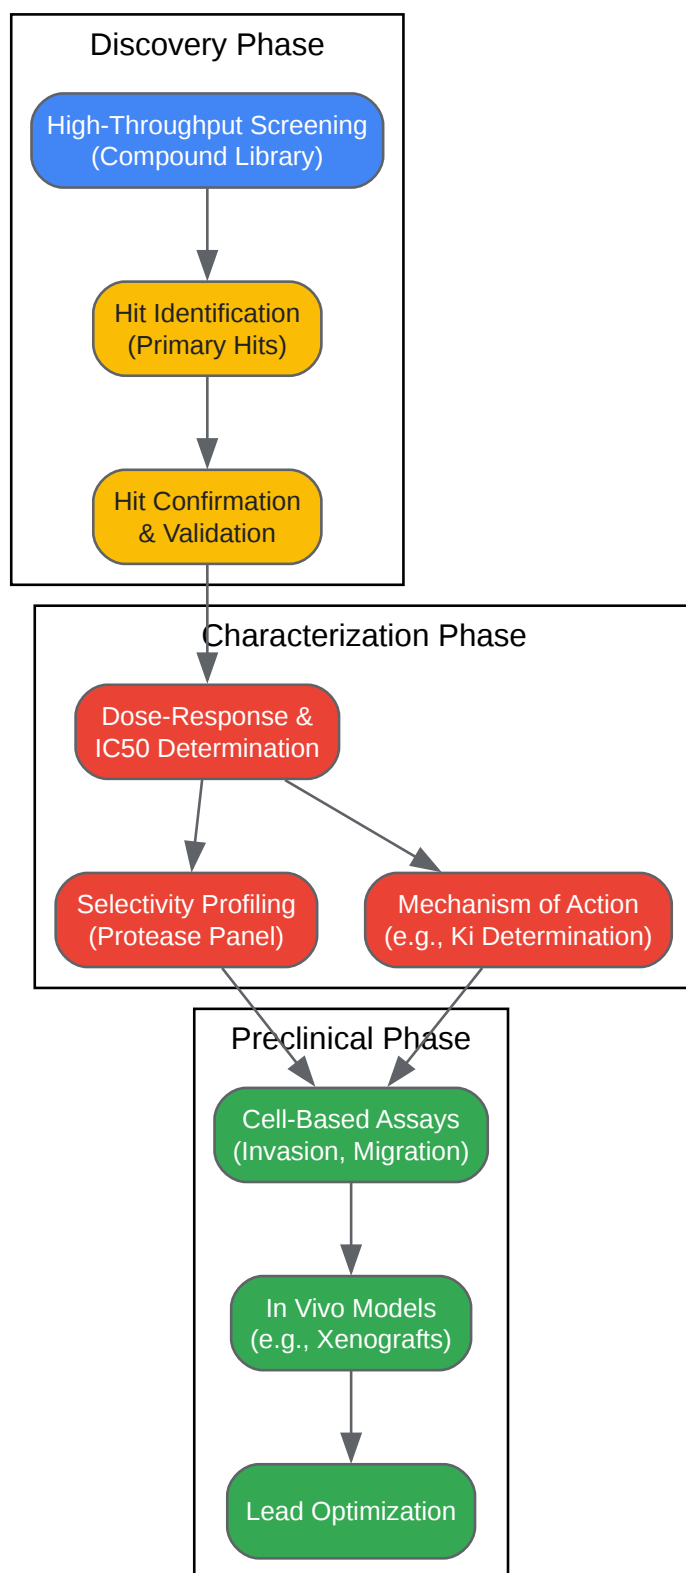 Discovery Phase
High-Throughput Screening
(Compound Library)
Hit Identification
(Primary Hits)
Hit Confirmation
& Validation
Characterization Phase
Dose-Response &
IC50 Determination
Selectivity Profiling
(Protease Panel)
Mechanism of Action
(e.g., Ki Determination)
Preclinical Phase
Cell-Based Assays
(Invasion, Migration)
In Vivo Models
(e.g., Xenografts)
Lead Optimization